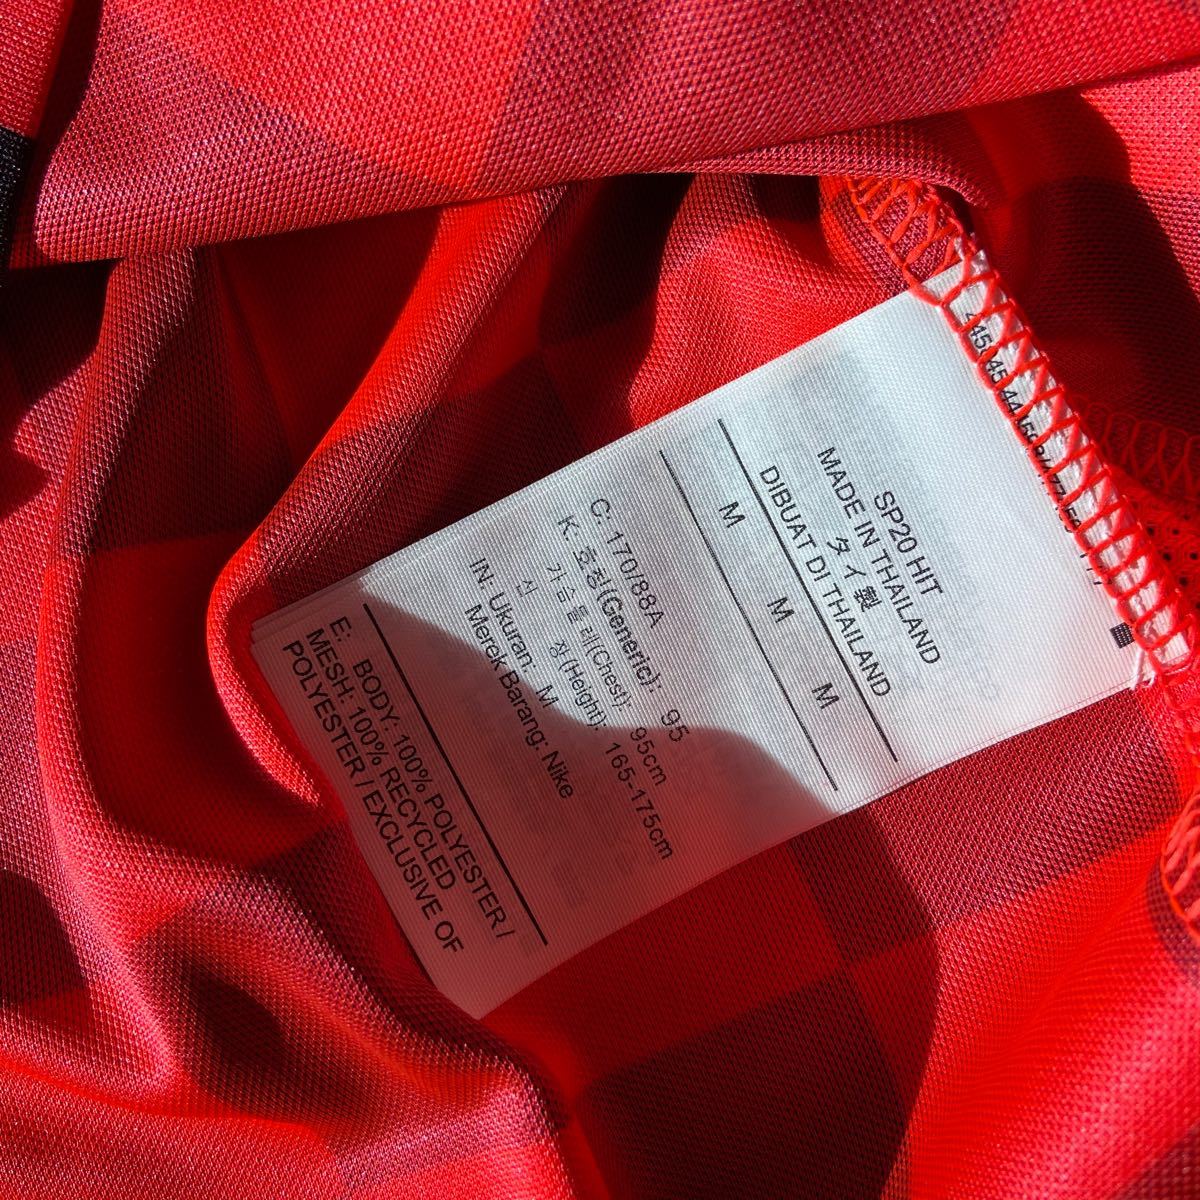 SP20 HIT
MADE IN THAILAND
タイ製
DIBUAT DI THAILAND
M M M
C: 170/88A
K: 호칭(Generic): 95
가슴둘레(Chest): 95cm
신 장(Height): 165-175cm
IN: Ukuran: M
Merek Barang: Nike
E: BODY: 100% POLYESTER /
MESH: 100% RECYCLED
POLYESTER / EXCLUSIVE OF